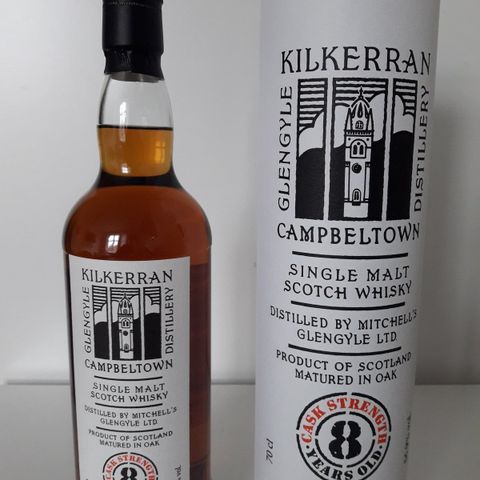 KILKERRAN
GLENGYLE
DISTILLERY
CAMPBELTOWN
SINGLE MALT
SCOTCH WHISKY
DISTILLED BY MITCHELL'S
GLENGYLE LTD
PRODUCT OF SCOTLAND
MATURED IN OAK
CASK STRENGTH
8
KILKERRAN
GLENGYLE
DISTILLERY
CAMPBELTOWN
SINGLE MALT
SCOTCH WHISKY
DISTILLED BY MITCHELL'S
GLENGYLE LTD.
PRODUCT OF SCOTLAND
MATURED IN OAK
CASK STRENGTH
8
YEARS OLD
70 cl